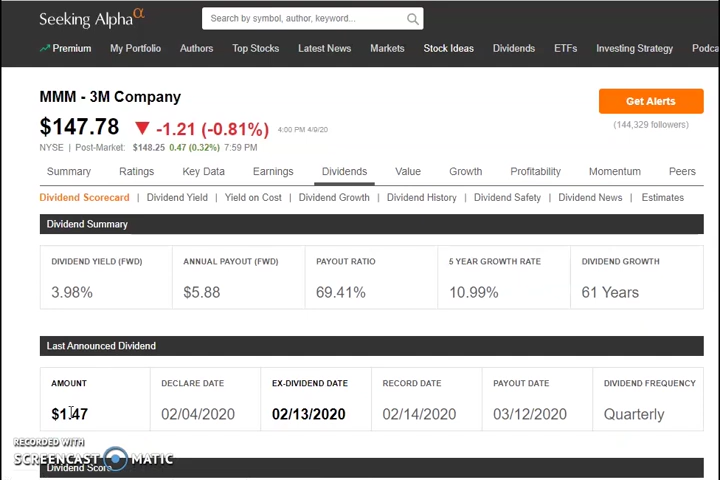 Seeking Alpha α
Search by symbol, author, keyword...
Premium My Portfolio Authors Top Stocks Latest News Markets Stock Ideas Dividends ETFs Investing Strategy Podca
MMM - 3M Company
Get Alerts
$147.78 ▼ -1.21 (-0.81%) 4:00 PM 4/9/20
(144,329 followers)
NYSE | Post-Market: $148.25 0.47 (0.32%) 7:59 PM
Summary Ratings Key Data Earnings Dividends Value Growth Profitability Momentum Peers
Dividend Scorecard | Dividend Yield | Yield on Cost | Dividend Growth | Dividend History | Dividend Safety | Dividend News | Estimates
Dividend Summary
DIVIDEND YIELD (FWD) ANNUAL PAYOUT (FWD) PAYOUT RATIO 5 YEAR GROWTH RATE DIVIDEND GROWTH
3.98% $5.88 69.41% 10.99% 61 Years
Last Announced Dividend
AMOUNT DECLARE DATE EX-DIVIDEND DATE RECORD DATE PAYOUT DATE DIVIDEND FREQUENCY
$1.47 02/04/2020 02/13/2020 02/14/2020 03/12/2020 Quarterly
RECORDED WITH
SCREENCAST MATIC
Dividend Score